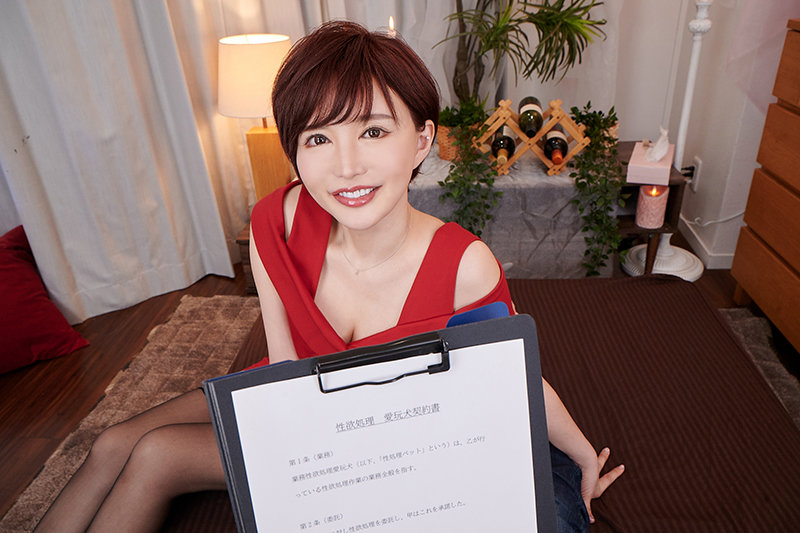 性欲処理　愛玩犬契約書
第1条（業務）
業務性欲処理愛玩犬（以下、「性処理ペット」という）は、乙が行
っている性欲処理作業の業務全般を指す。
第2条（委託）
し性欲処理を委託し、甲はこれを承諾した。